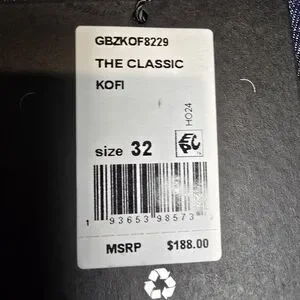 GBZKOF8229
THE CLASSIC
KOFI
HO24
size 32
1 93653 98573
MSRP $188.00